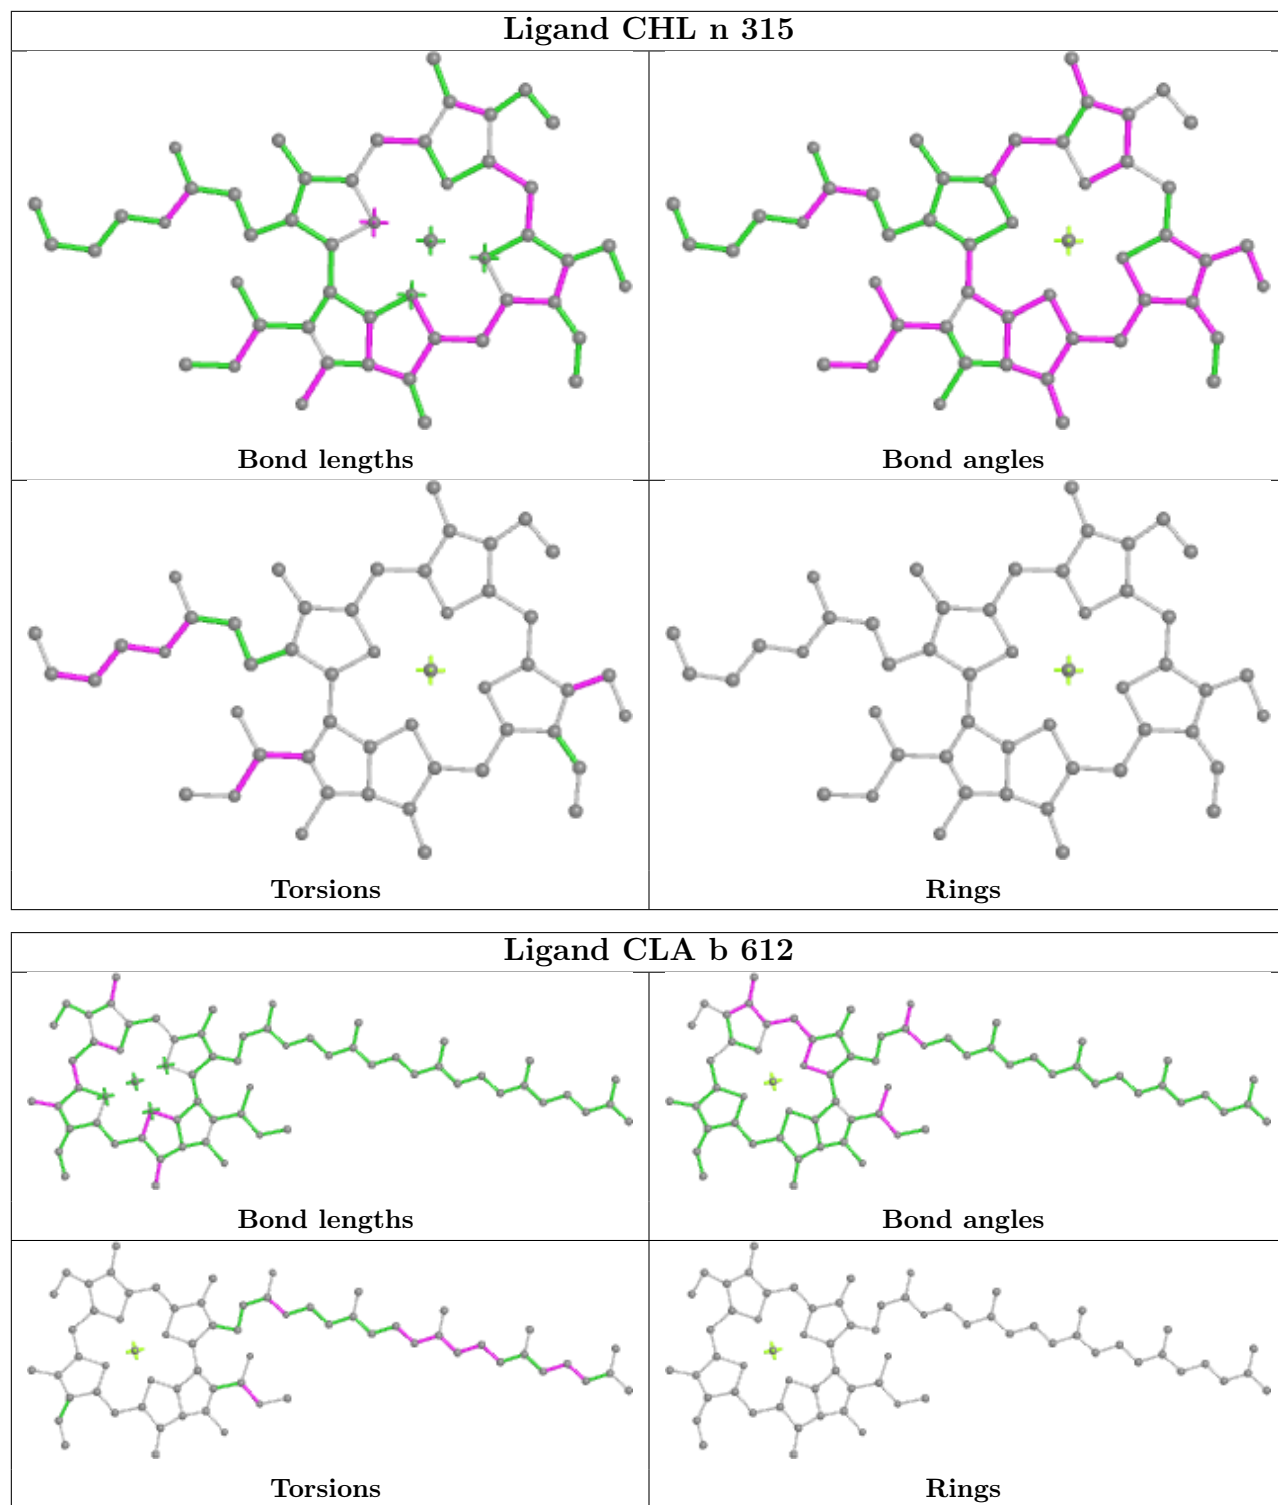 Ligand CHL n 315
Bond lengths
Bond angles
Torsions
Rings
Ligand CLA b 612
Bond lengths
Bond angles
Torsions
Rings